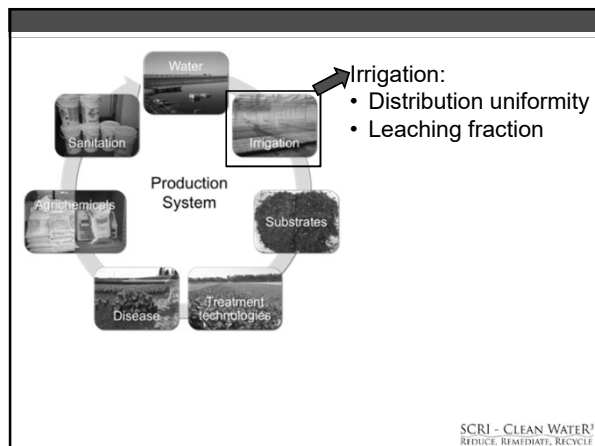 Water
Irrigation
Substrates
Treatment
technologies
Disease
Agrichemicals
Sanitation
Production
System
Irrigation:
• Distribution uniformity
• Leaching fraction
SCRI - CLEAN WATER³
REDUCE, REMEDIATE, RECYCLE